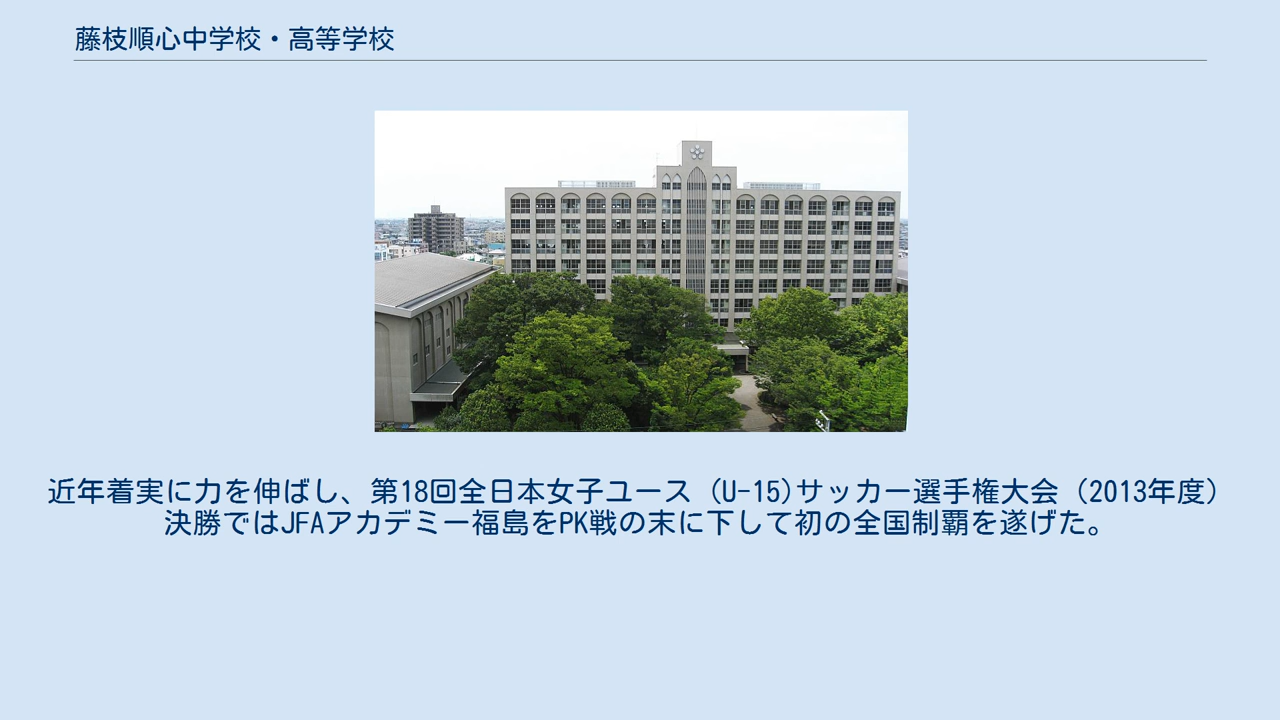 藤枝順心中学校・高等学校
近年着実に力を伸ばし、第18回全日本女子ユース（U-15)サッカー選手権大会（2013年度）
決勝ではJFAアカデミー福島をPK戦の末に下して初の全国制覇を遂げた。